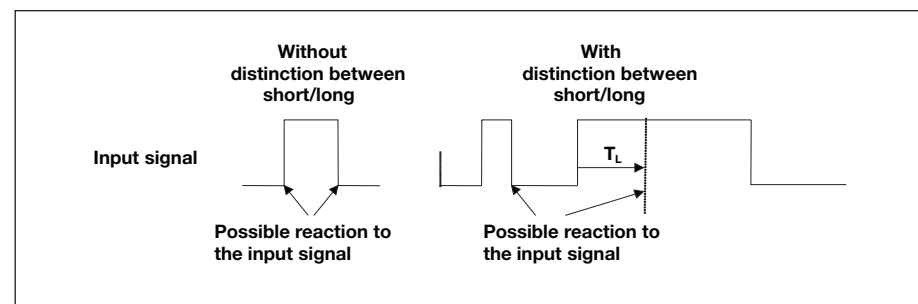 Without
distinction between
short/long
With
distinction between
short/long
Input signal
TL
Possible reaction to
the input signal
Possible reaction to
the input signal